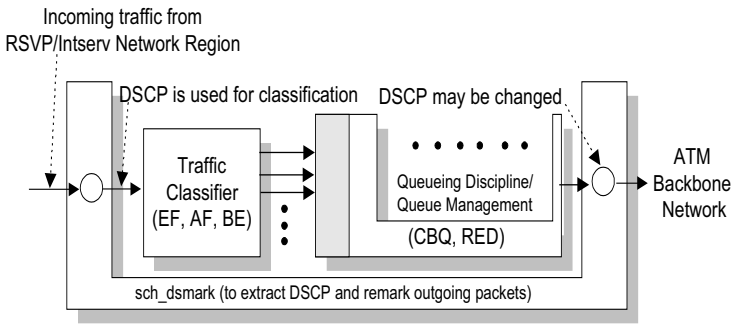 Incoming traffic from
RSVP/Intserv Network Region
DSCP is used for classification
DSCP may be changed
Traffic
Classifier
(EF, AF, BE)
Queueing Discipline/
Queue Management
(CBQ, RED)
ATM
Backbone
Network
sch_dsmark (to extract DSCP and remark outgoing packets)